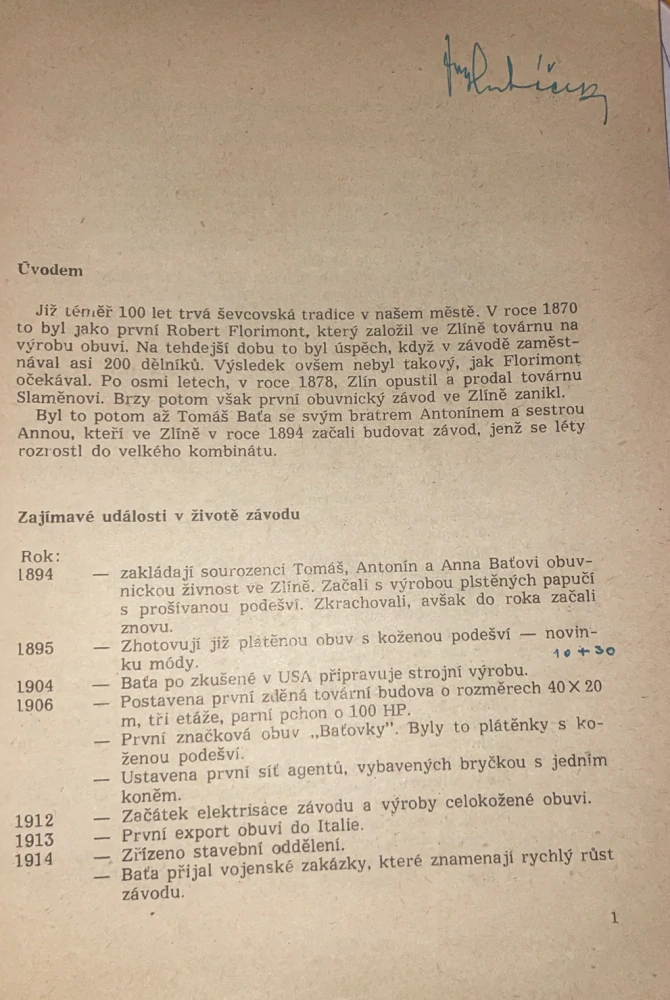 Úvodem
Již téměř 100 let trvá ševcovská tradice v našem městě. V roce 1870
to byl jako první Robert Florimont, který založil ve Zlíně továrnu na
výrobu obuvi. Na tehdejší dobu to byl úspěch, když v závodě zaměst-
nával asi 200 dělníků. Výsledek ovšem nebyl takový, jak Florimont
očekával. Po osmi letech, v roce 1878, Zlín opustil a prodal továrnu
Slaměnovi. Brzy potom však první obuvnický závod ve Zlíně zanikl.
Byl to potom až Tomáš Baťa se svým bratrem Antonínem a sestrou
Annou, kteří ve Zlíně v roce 1894 začali budovat závod, jenž se léty
rozrostl do velkého kombinátu.
Zajímavé události v životě závodu
Rok:
1894 — zakládají sourozenci Tomáš, Antonín a Anna Baťovi obuv-
nickou živnost ve Zlíně. Začali s výrobou plstěných papučí
s prošívanou podešví. Zkrachovali, avšak do roka začali
znovu.
1895 — Zhotovují již plátěnou obuv s koženou podešví — novin-
ku módy.
10 + 30
1904 — Baťa po zkušené v USA připravuje strojní výrobu.
1906 — Postavena první zděná tovární budova o rozměrech 40 × 20
m, tři etáže, parní pohon o 100 HP.
— První značková obuv „Baťovky". Byly to plátěnky s ko-
ženou podešví.
— Ustavena první síť agentů, vybavených bryčkou s jedním
koněm.
1912 — Začátek elektrisace závodu a výroby celokožené obuvi.
1913 — První export obuvi do Italie.
1914 — Zřízeno stavební oddělení.
— Baťa přijal vojenské zakázky, které znamenají rychlý růst
závodu.
1